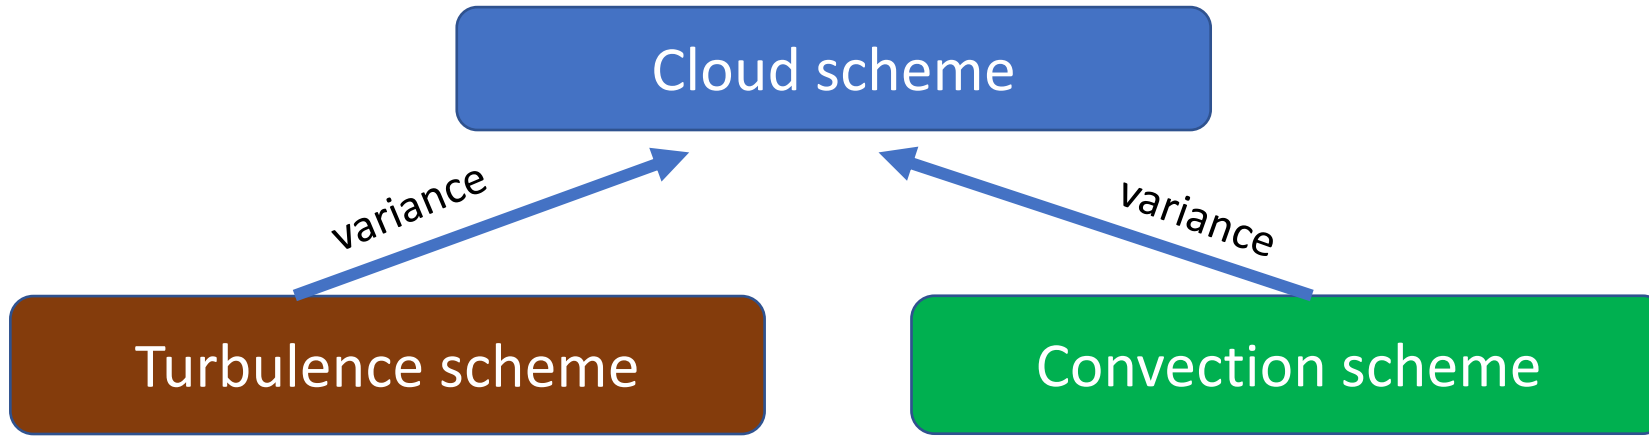 Cloud scheme
variance
variance
Turbulence scheme
Convection scheme